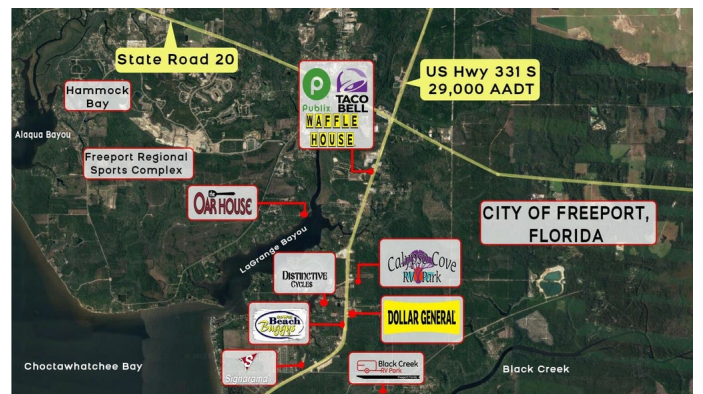 State Road 20
US Hwy 331 S
29,000 AADT
Publix
TACO
BELL
WAFFLE
HOUSE
Hammock
Bay
Alaqua Bayou
Freeport Regional
Sports Complex
OAR HOUSE
CITY OF FREEPORT,
FLORIDA
LaGrange Bayou
Calypso Cove
RV Park
DISTINCTIVE
CYCLES
Beach
Buggys
DOLLAR GENERAL
Signarama
Black Creek
RV Park
Choctawhatchee Bay
Black Creek